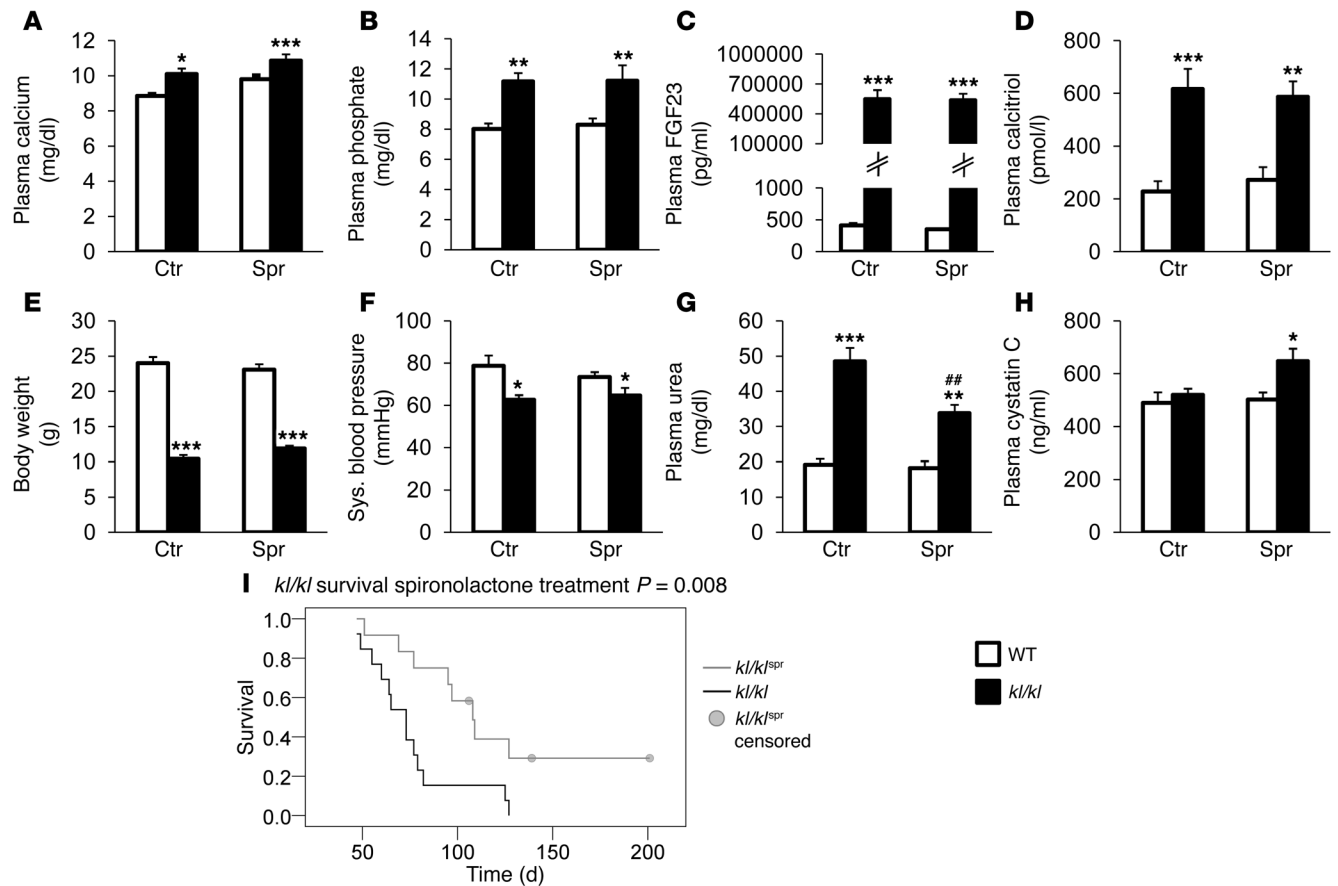 A
Plasma calcium
(mg/dl)
12
10
8
6
4
2
0
*
***
Ctr
Spr
B
Plasma phosphate
(mg/dl)
14
12
10
8
6
4
2
0
**
**
Ctr
Spr
C
Plasma FGF23
(pg/ml)
1000000
700000
400000
100000
1000
500
0
***
***
Ctr
Spr
D
Plasma calcitriol
(pmol/l)
800
600
400
200
0
***
**
Ctr
Spr
E
Body weight
(g)
30
25
20
15
10
5
0
***
***
Ctr
Spr
F
Sys. blood pressure
(mmHg)
100
80
60
40
20
0
*
*
Ctr
Spr
G
Plasma urea
(mg/dl)
60
50
40
30
20
10
0
***
##
**
Ctr
Spr
H
Plasma cystatin C
(ng/ml)
800
600
400
200
0
*
Ctr
Spr
I kl/kl survival spironolactone treatment P = 0.008
Survival
1.0
0.8
0.6
0.4
0.2
0.0
50
100
150
200
Time (d)
kl/klspr
kl/kl
kl/klspr
censored
WT
kl/kl